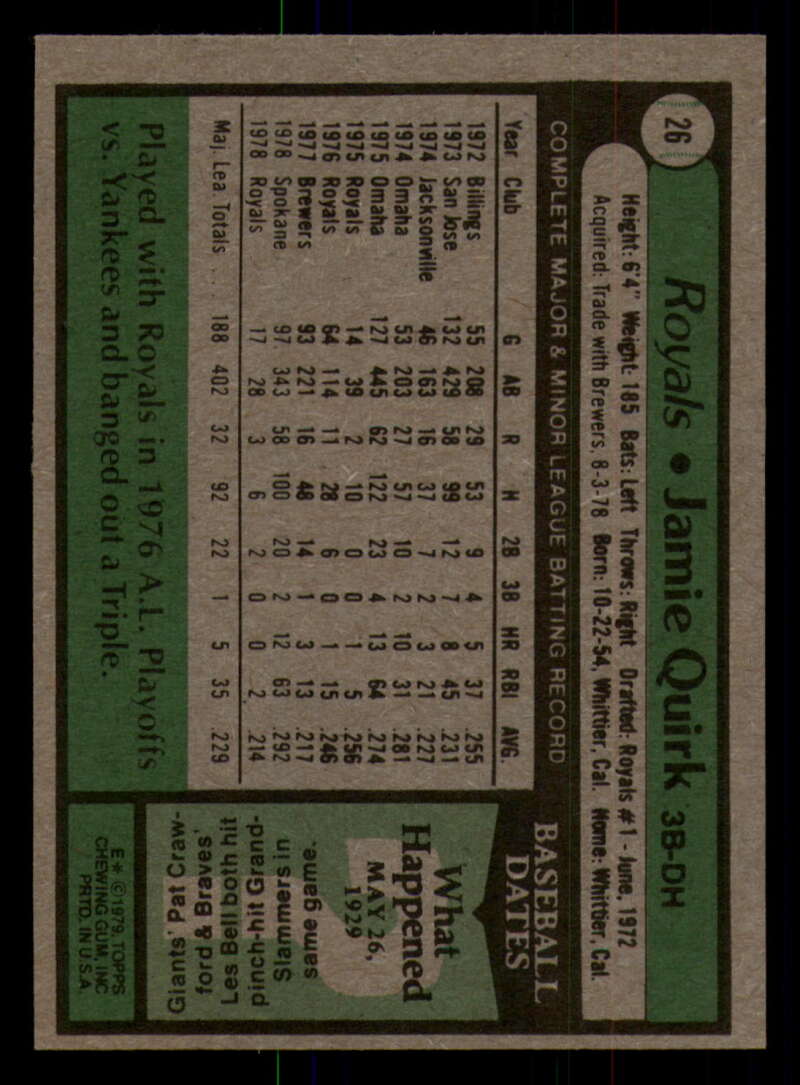 26
Royals • Jamie Quirk 3B-DH
Height: 6'4" Weight: 185 Bats: Left Throws: Right Drafted: Royals #1 - June, 1972
Acquired: Trade with Brewers, 8-3-78 Born: 10-22-54, Whittier, Cal. Home: Whittier, Cal.
COMPLETE MAJOR & MINOR LEAGUE BATTING RECORD
Year Club G AB R H 2B 3B HR RBI AVG.
1972 Billings 55 208 29 53 9 4 5 37 .255
1973 San Jose 132 429 58 99 12 7 8 45 .231
1974 Jacksonville 46 163 16 37 7 2 3 21 .227
1974 Omaha 53 203 27 57 10 2 10 31 .281
1975 Omaha 127 445 62 122 23 4 13 64 .274
1975 Royals 14 39 2 10 0 0 1 5 .256
1976 Royals 64 114 11 28 6 0 1 15 .246
1977 Brewers 93 221 16 48 14 1 3 13 .217
1978 Spokane 97 343 58 100 20 2 12 63 .292
1978 Royals 17 28 3 6 2 0 0 2 .214
Maj. Lea Totals .... 188 402 32 92 22 1 5 35 .229
Played with Royals in 1976 A.L. Playoffs
vs. Yankees and banged out a Triple.
BASEBALL
DATES
What
Happened
MAY 26,
1929
Giants' Pat Craw-
ford & Braves'
Les Bell both hit
pinch-hit Grand-
Slammers in
same game.
E* ©1979, TOPPS
CHEWING GUM, INC
PRTD. IN U.S.A.